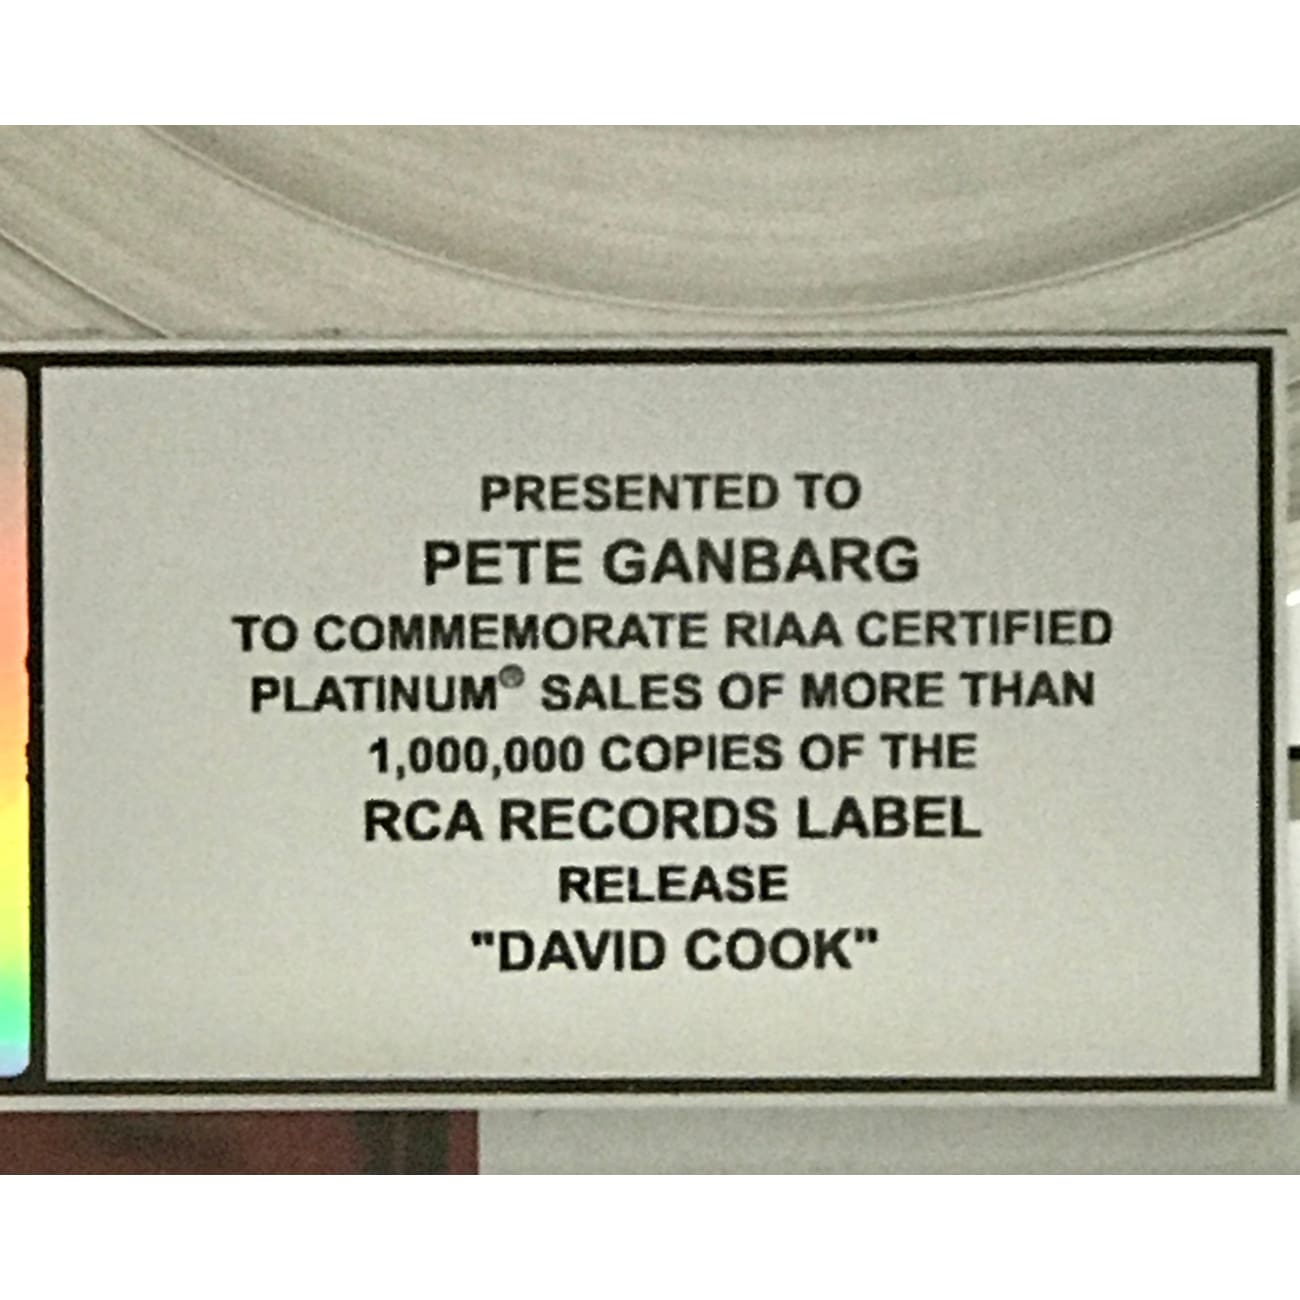 PRESENTED TO
PETE GANBARG
TO COMMEMORATE RIAA CERTIFIED
PLATINUM® SALES OF MORE THAN
1,000,000 COPIES OF THE
RCA RECORDS LABEL
RELEASE
"DAVID COOK"